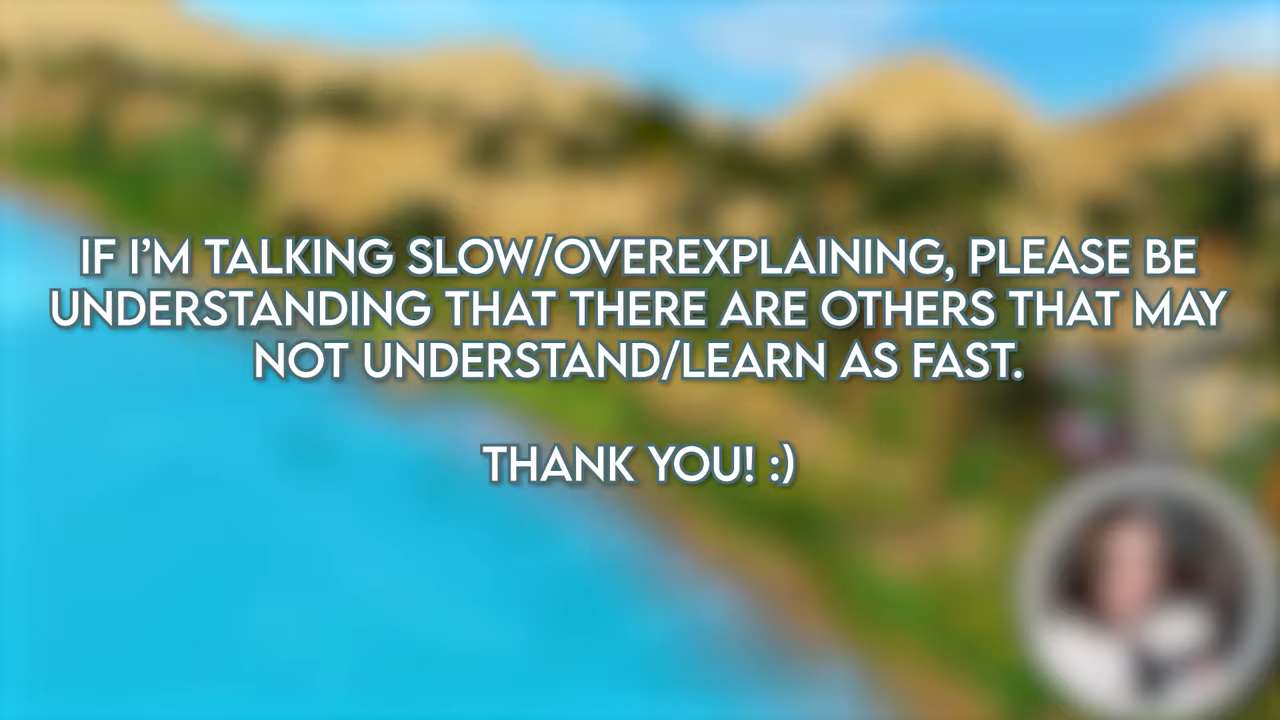 IF I'M TALKING SLOW/OVEREXPLAINING, PLEASE BE
UNDERSTANDING THAT THERE ARE OTHERS THAT MAY
NOT UNDERSTAND/LEARN AS FAST.
THANK YOU! :)